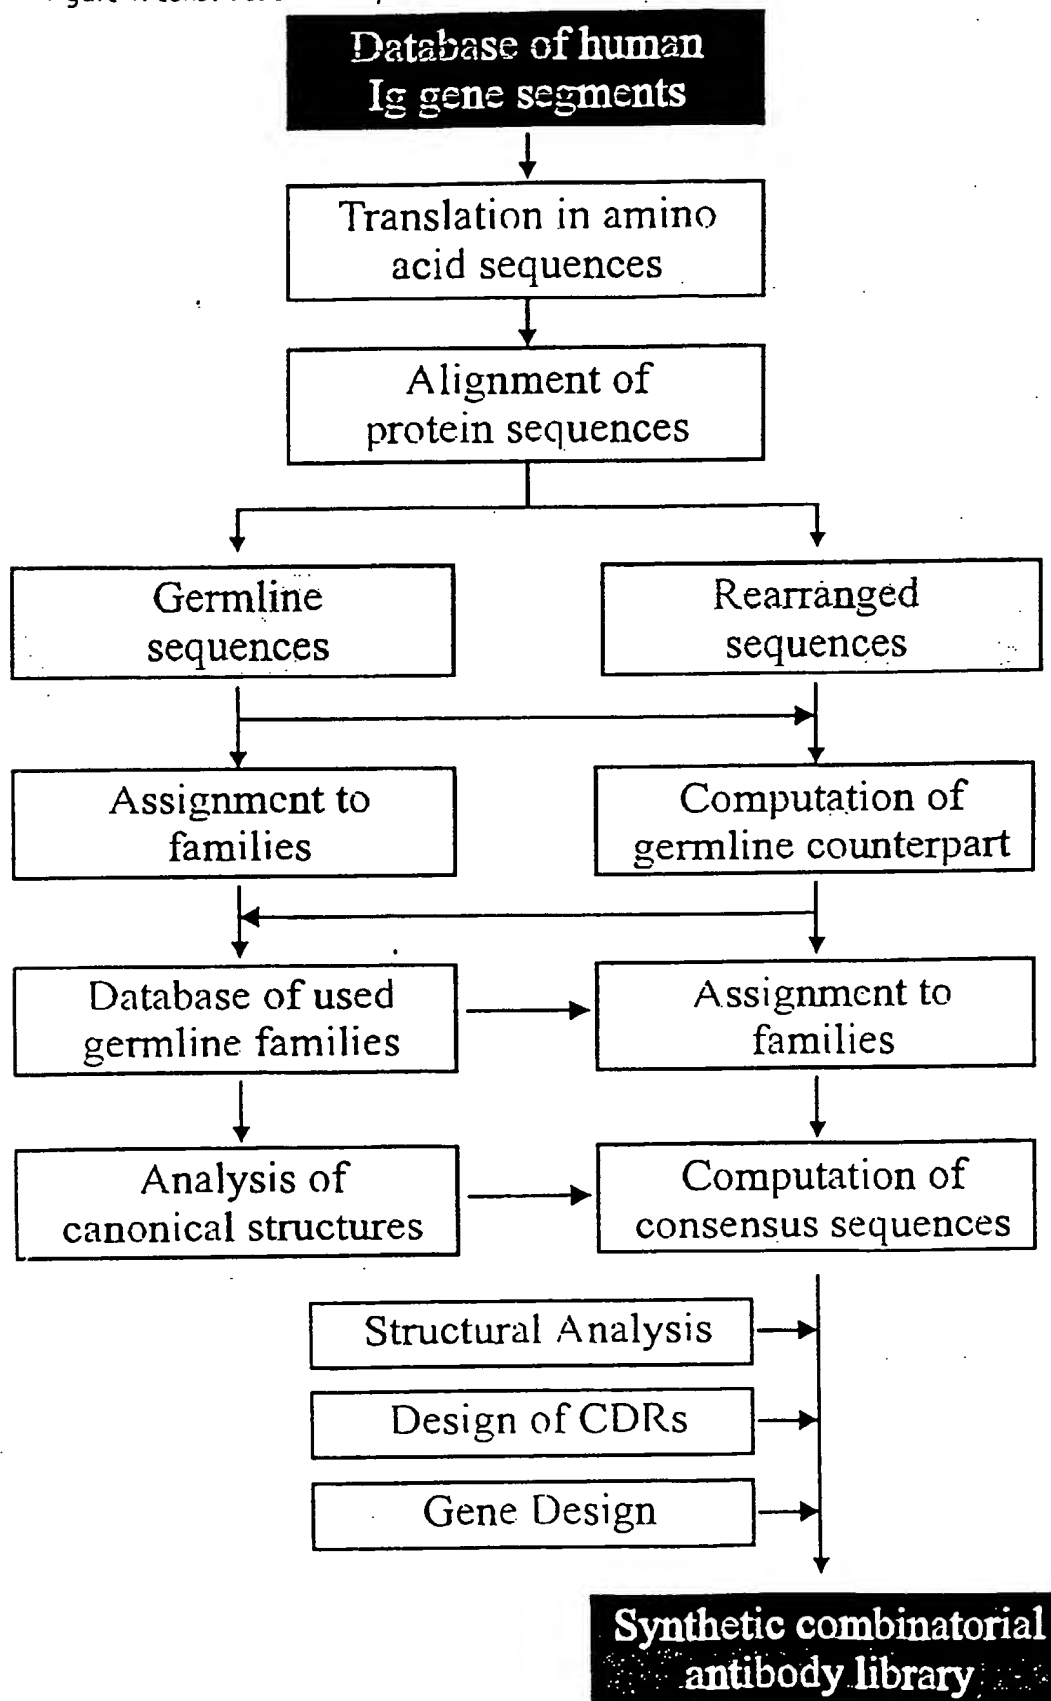 Database of human
Ig gene segments
Translation in amino
acid sequences
Alignment of
protein sequences
Germline
sequences
Rearranged
sequences
Assignment to
families
Computation of
germline counterpart
Database of used
germline families
Assignment to
families
Analysis of
canonical structures
Computation of
consensus sequences
Structural Analysis
Design of CDRs
Gene Design
Synthetic combinatorial
antibody library